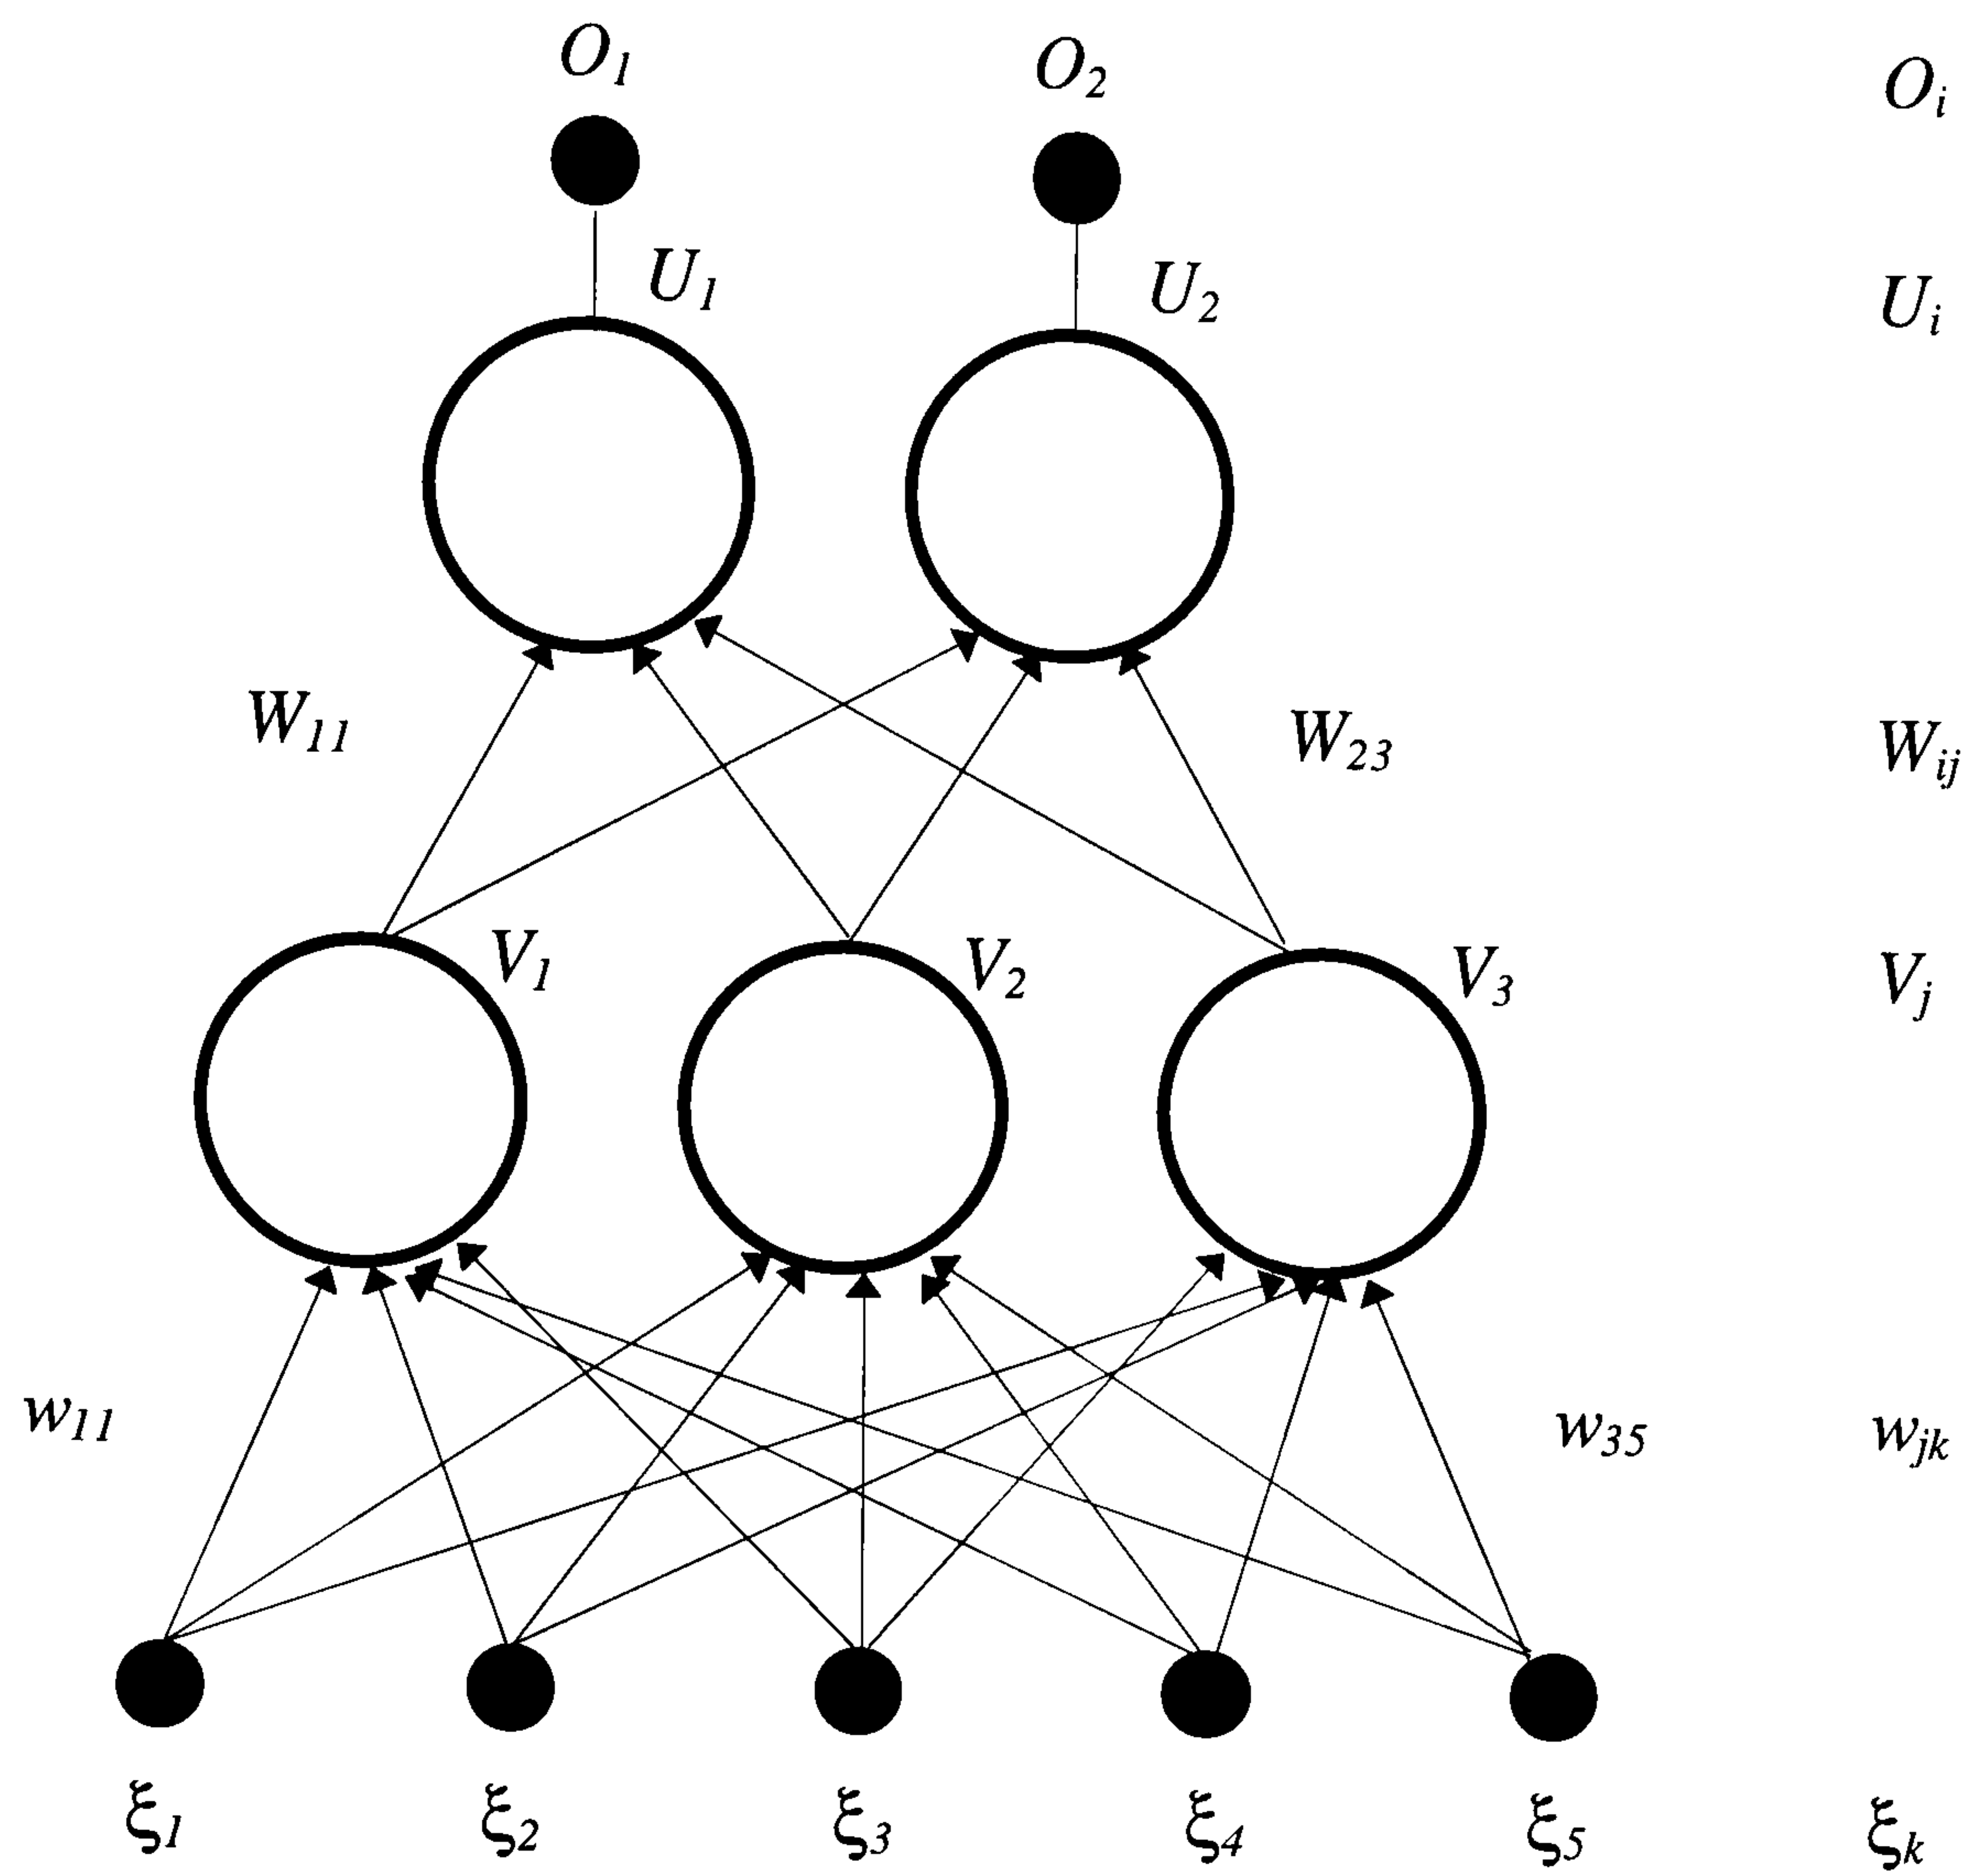 O₁ O₂ Oᵢ
U₁ U₂ Uᵢ
W₁₁ W₂₃ Wᵢⱼ
V₁ V₂ V₃ Vⱼ
w₁₁ w₃₅ wⱼₖ
ξ₁ ξ₂ ξ₃ ξ₄ ξ₅ ξₖ